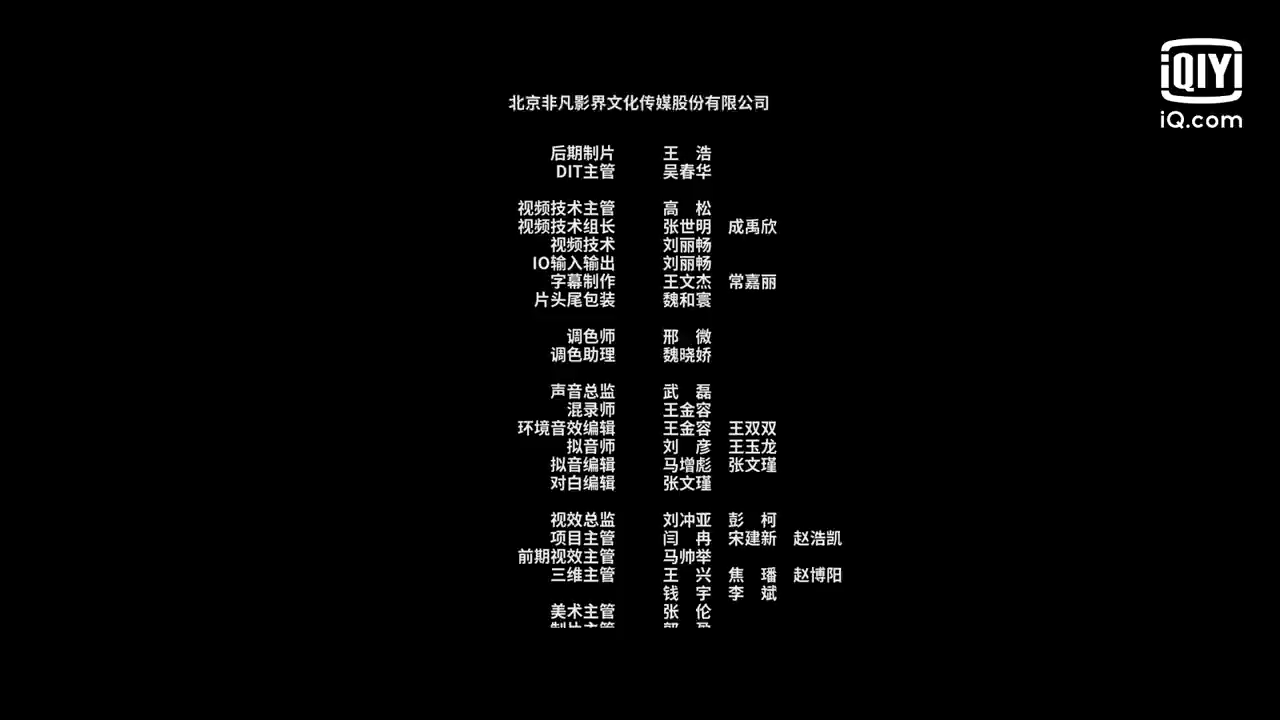 iQIYI
iQ.com
北京非凡影界文化传媒股份有限公司
后期制片 王 浩
DIT主管 吴春华
视频技术主管 高 松
视频技术组长 张世明 成禹欣
视频技术 刘丽畅
IO输入输出 刘丽畅
字幕制作 王文杰 常嘉丽
片头尾包装 魏和寰
调色师 邢 微
调色助理 魏晓娇
声音总监 武 磊
混录师 王金容
环境音效编辑 王金容 王双双
拟音师 刘 彦 王玉龙
拟音编辑 马增彪 张文瑾
对白编辑 张文瑾
视效总监 刘冲亚 彭 柯
项目主管 闫 冉 宋建新 赵浩凯
前期视效主管 马帅举
三维主管 王 兴 焦 璠 赵博阳
钱 宇 李 斌
美术主管 张 伦